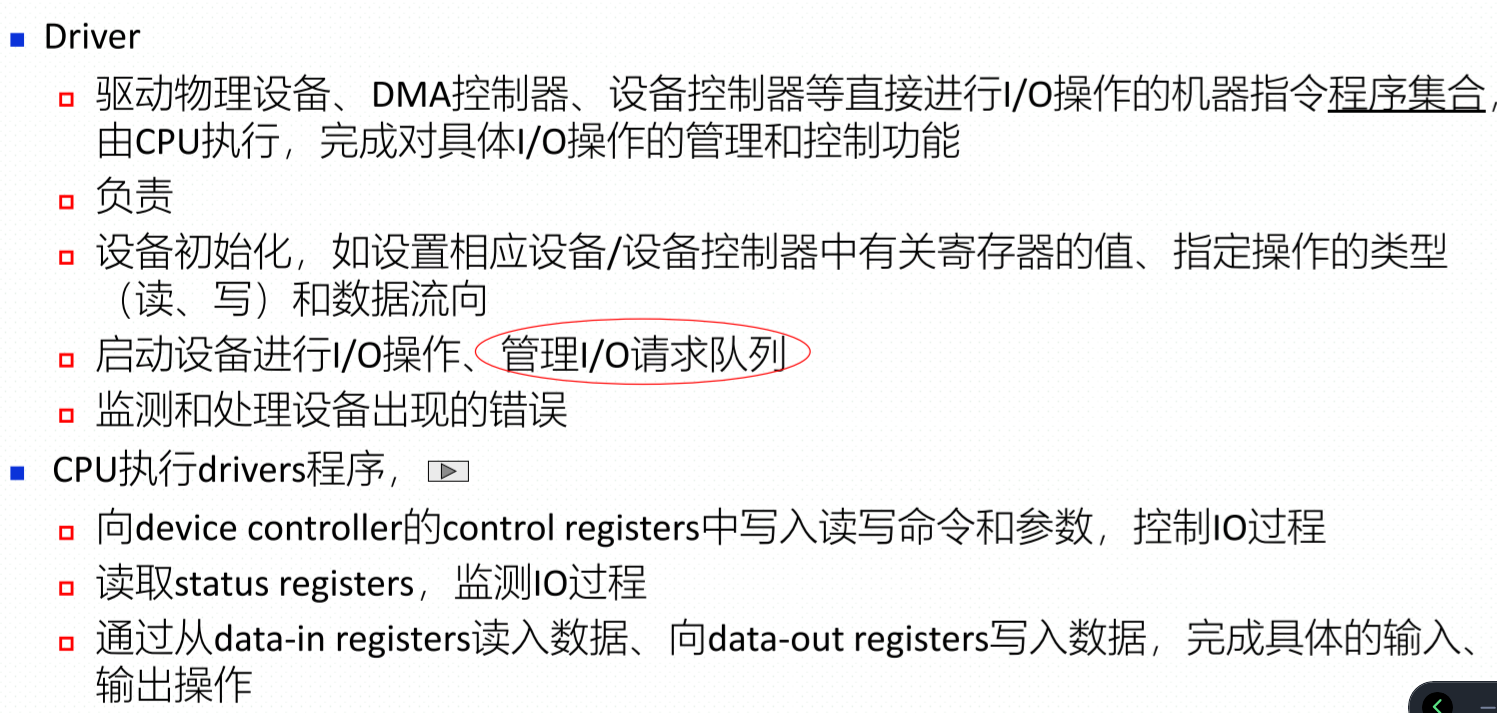 Driver
驱动物理设备、DMA控制器、设备控制器等直接进行I/O操作的机器指令程序集合,
由CPU执行，完成对具体I/O操作的管理和控制功能
负责
设备初始化，如设置相应设备/设备控制器中有关寄存器的值、指定操作的类型
（读、写）和数据流向
启动设备进行I/O操作、管理I/O请求队列
监测和处理设备出现的错误
CPU执行drivers程序，
向device controller的control registers中写入读写命令和参数，控制IO过程
读取status registers，监测IO过程
通过从data-in registers读入数据、向data-out registers写入数据，完成具体的输入、
输出操作